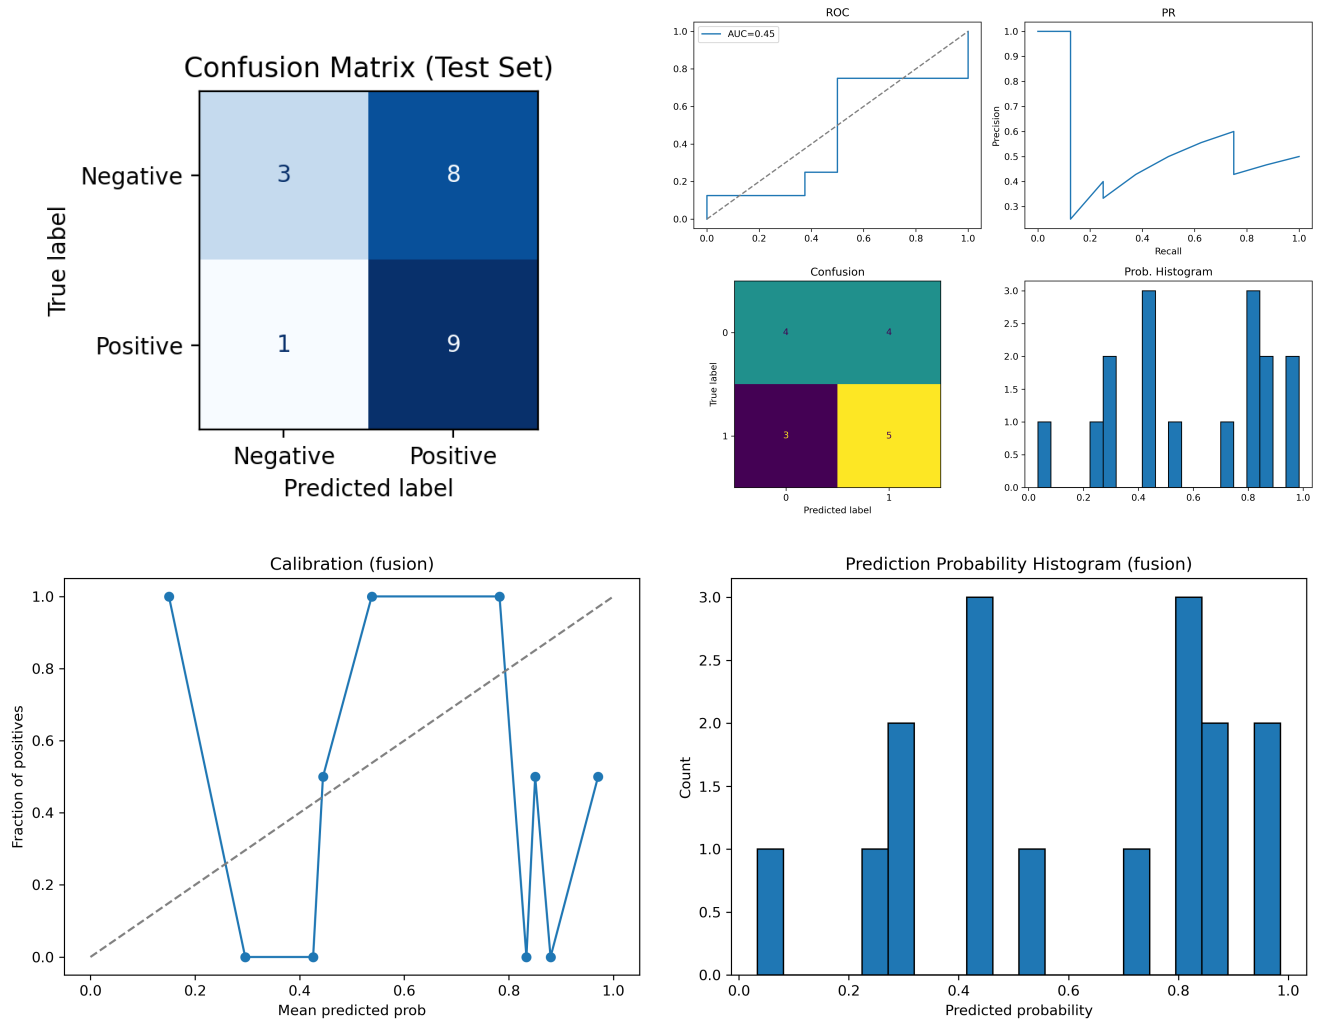 Confusion Matrix (Test Set)
True label
Negative
Positive
3
8
1
9
Negative
Positive
Predicted label
ROC
AUC=0.45
1.0
0.8
0.6
0.4
0.2
0.0
0.0 0.2 0.4 0.6 0.8 1.0
PR
Precision
1.0
0.9
0.8
0.7
0.6
0.5
0.4
0.3
0.0 0.2 0.4 0.6 0.8 1.0
Recall
Confusion
True label
0
1
4
4
3
5
0 1
Predicted label
Prob. Histogram
3.0
2.5
2.0
1.5
1.0
0.5
0.0
0.0 0.2 0.4 0.6 0.8 1.0
Calibration (fusion)
Fraction of positives
1.0
0.8
0.6
0.4
0.2
0.0
0.0 0.2 0.4 0.6 0.8 1.0
Mean predicted prob
Prediction Probability Histogram (fusion)
Count
3.0
2.5
2.0
1.5
1.0
0.5
0.0
0.0 0.2 0.4 0.6 0.8 1.0
Predicted probability